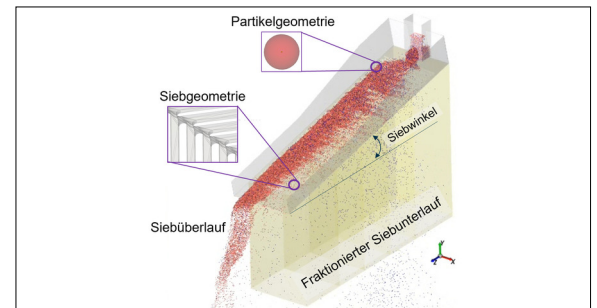 Partikelgeometrie
Siebgeometrie
Siebwinkel
Siebüberlauf
Fraktionierter Siebunterlauf
Y
Z
X